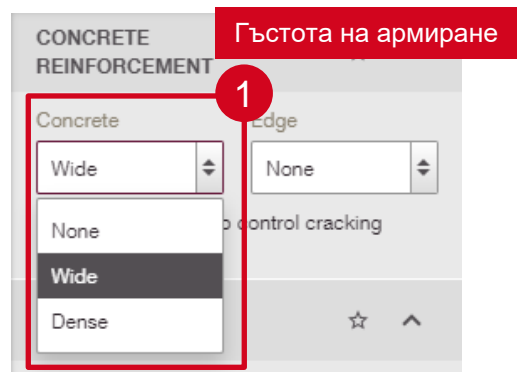 Гъстота на армиране
CONCRETE
REINFORCEMENT
1
Concrete
Edge
Wide
None
control cracking
None
Wide
Dense